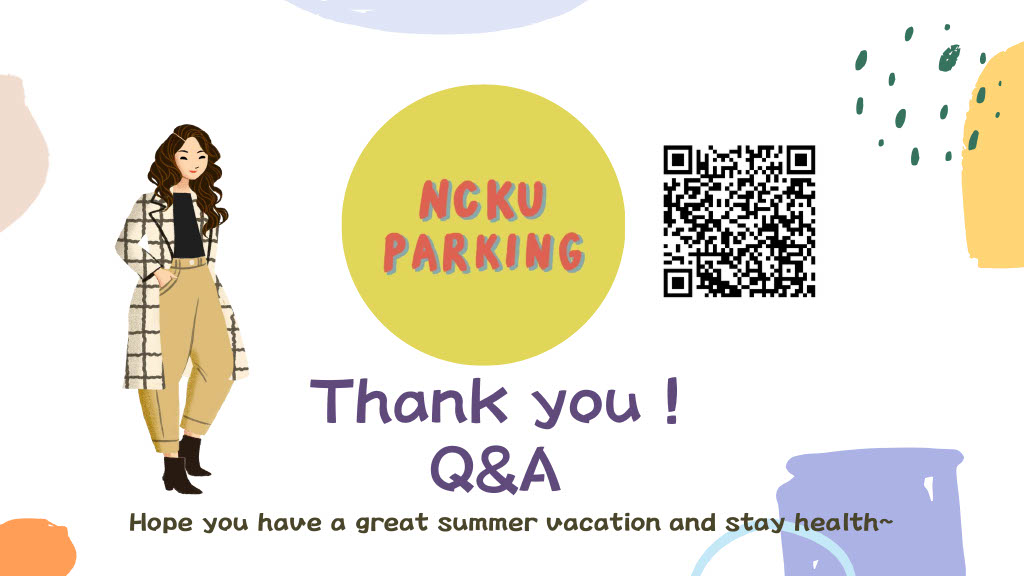 NCKU
PARKING
Thank you !
Q&A
Hope you have a great summer vacation and stay health~